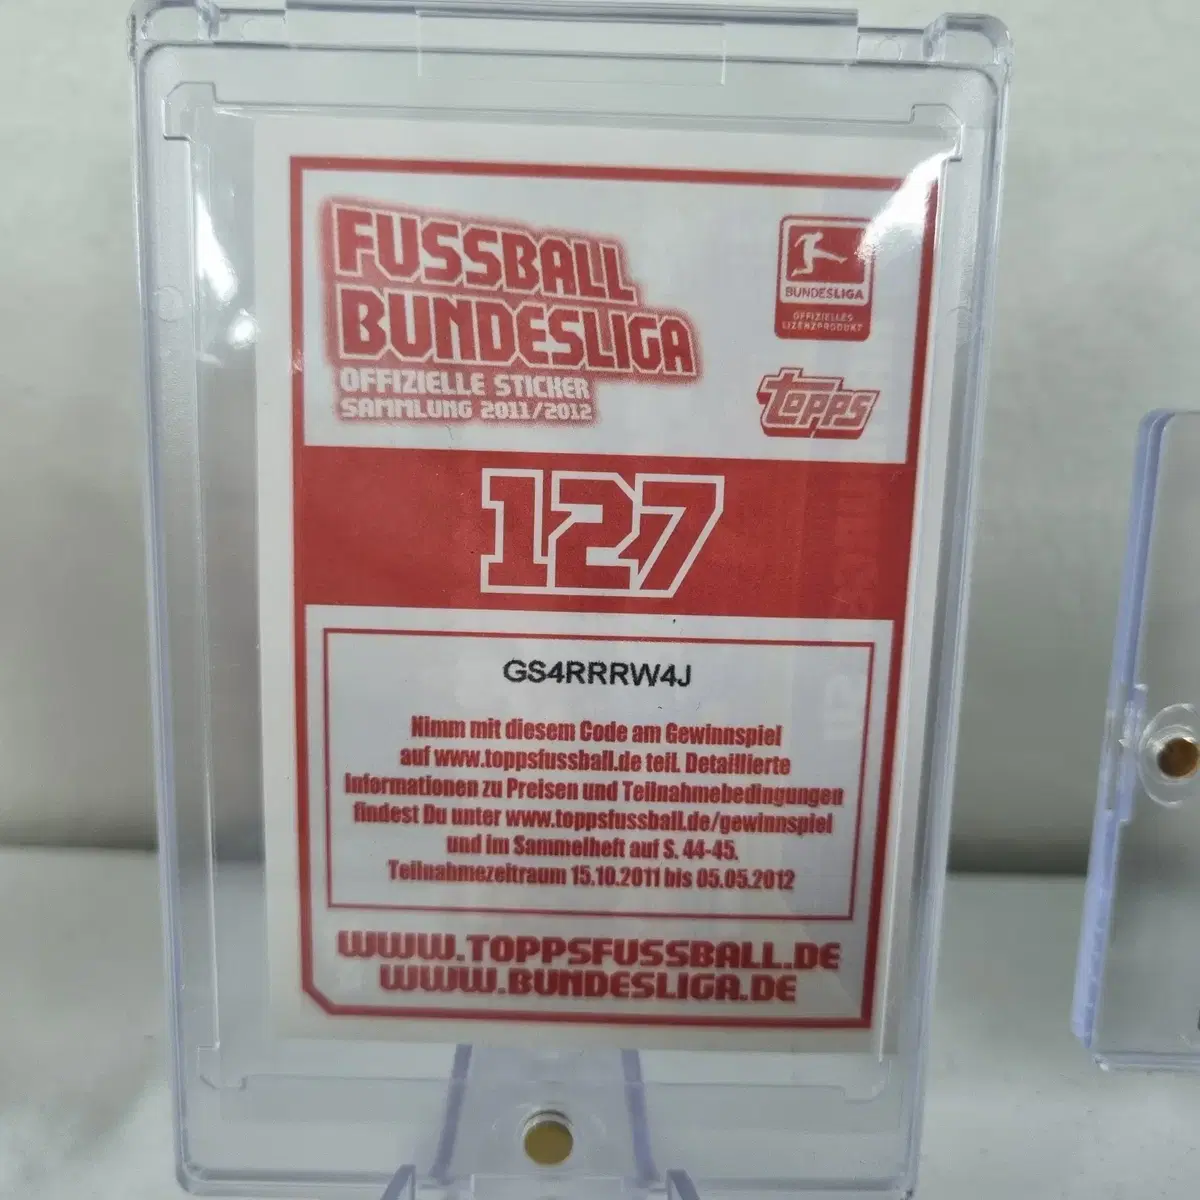 FUSSBALL
BUNDESLIGA
OFFIZIELLE STICKER
SAMMLUNG 2011/2012
BUNDESLIGA
OFFIZIELLES
LIZENZPRODUKT
topps
127
GS4RRRW4J
Nimm mit diesem Code am Gewinnspiel
auf www.toppsfussball.de teil. Detaillierte
Informationen zu Preisen und Teilnahmebedingungen
findest Du unter www.toppsfussball.de/gewinnspiel
und im Sammelheft auf S. 44-45.
Teilnahmezeitraum 15.10.2011 bis 05.05.2012
WWW.TOPPSFUSSBALL.DE
WWW.BUNDESLIGA.DE